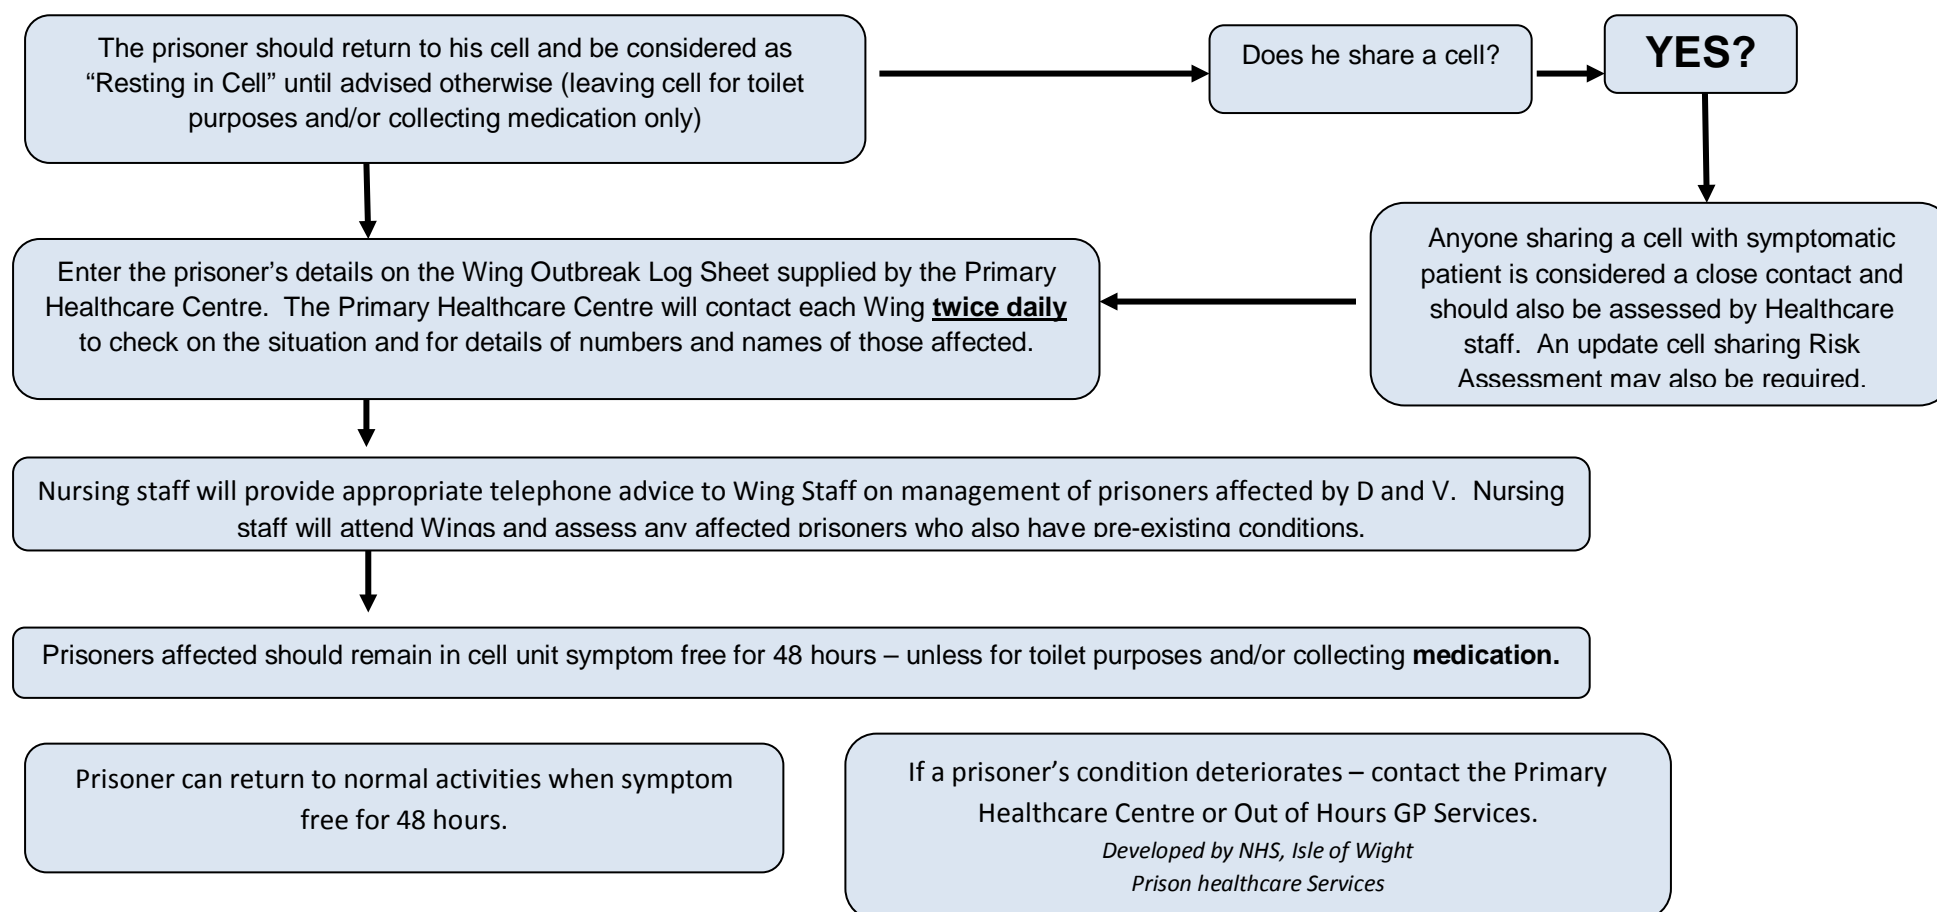 The prisoner should return to his cell and be considered as
“Resting in Cell” until advised otherwise (leaving cell for toilet
purposes and/or collecting medication only)
Does he share a cell?
YES?
Enter the prisoner’s details on the Wing Outbreak Log Sheet supplied by the Primary
Healthcare Centre. The Primary Healthcare Centre will contact each Wing twice daily
to check on the situation and for details of numbers and names of those affected.
Anyone sharing a cell with symptomatic
patient is considered a close contact and
should also be assessed by Healthcare
staff. An update cell sharing Risk
Assessment may also be required.
Nursing staff will provide appropriate telephone advice to Wing Staff on management of prisoners affected by D and V. Nursing
staff will attend Wings and assess any affected prisoners who also have pre-existing conditions.
Prisoners affected should remain in cell unit symptom free for 48 hours – unless for toilet purposes and/or collecting medication.
Prisoner can return to normal activities when symptom
free for 48 hours.
If a prisoner’s condition deteriorates – contact the Primary
Healthcare Centre or Out of Hours GP Services.
Developed by NHS, Isle of Wight
Prison healthcare Services